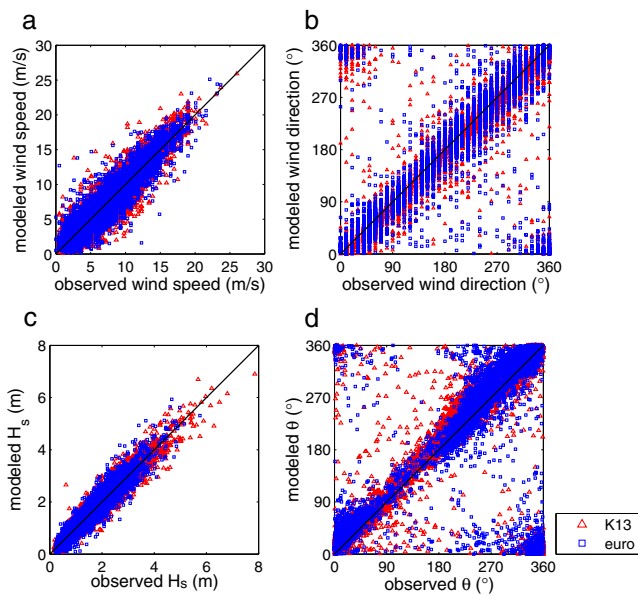 a
modeled wind speed (m/s)
30
25
20
15
10
5
0
0 5 10 15 20 25 30
observed wind speed (m/s)
b
modeled wind direction (°)
360
270
180
90
0
0 90 180 270 360
observed wind direction (°)
c
modeled Hs (m)
8
6
4
2
0
0 2 4 6 8
observed Hs (m)
d
modeled θ (°)
360
270
180
90
0
0 90 180 270 360
observed θ (°)
K13
euro